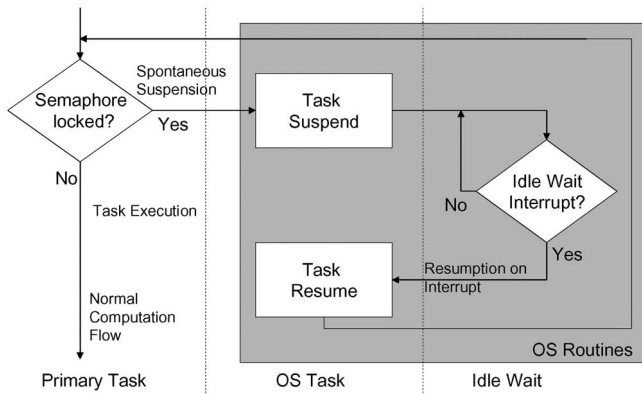 Semaphore
locked?
Spontaneous
Suspension
Yes
Task
Suspend
No
Idle Wait
Interrupt?
No
Yes
Task Execution
Task
Resume
Resumption on
Interrupt
Normal
Computation
Flow
OS Routines
Primary Task
OS Task
Idle Wait